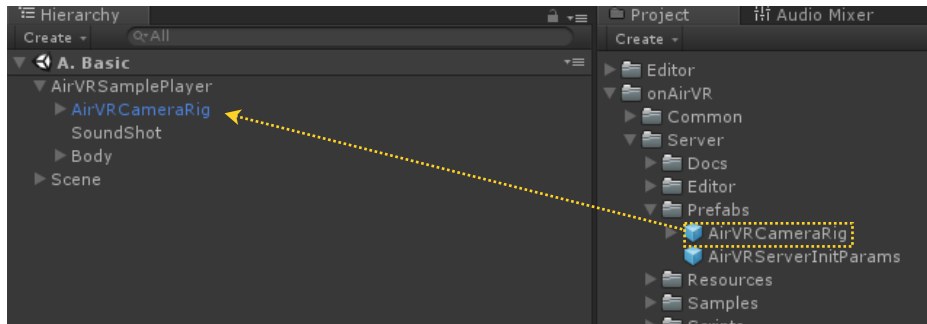 Hierarchy
Create
All
A. Basic
AirVRSamplePlayer
AirVRCameraRig
SoundShot
Body
Scene
Project
Audio Mixer
Create
Editor
onAirVR
Common
Server
Docs
Editor
Prefabs
AirVRCameraRig
AirVRServerInitParams
Resources
Samples
Scripts